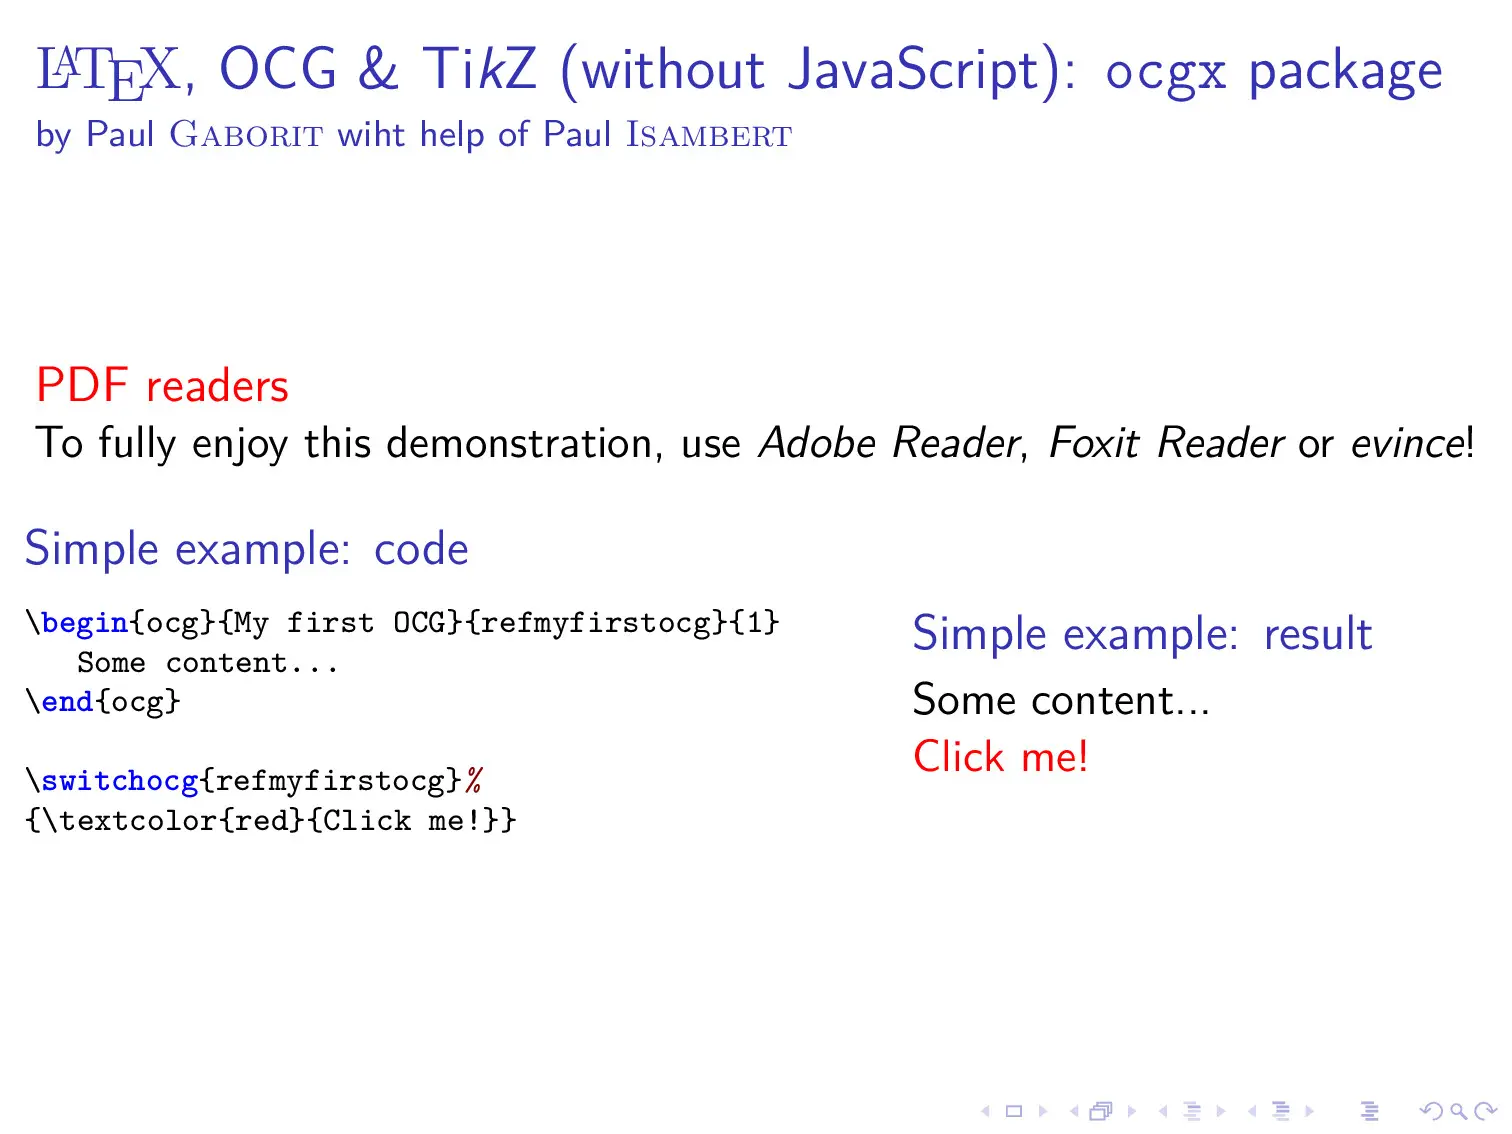 LATEX, OCG & TikZ (without JavaScript): ocgx package
by Paul Gaborit wiht help of Paul Isambert
PDF readers
To fully enjoy this demonstration, use Adobe Reader, Foxit Reader or evince!
Simple example: code
\begin{ocg}{My first OCG}{refmyfirstocg}{1}
   Some content...
\end{ocg}
\switchocg{refmyfirstocg}%
{\textcolor{red}{Click me!}}
Simple example: result
Some content...
Click me!